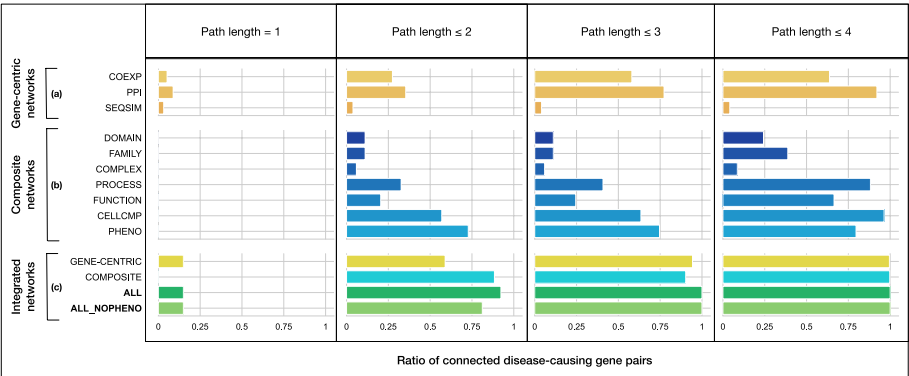 Path length = 1
Path length ≤ 2
Path length ≤ 3
Path length ≤ 4
Gene-centric networks
(a)
COEXP
PPI
SEQSIM
Composite networks
(b)
DOMAIN
FAMILY
COMPLEX
PROCESS
FUNCTION
CELLCMP
PHENO
Integrated networks
(c)
GENE-CENTRIC
COMPOSITE
ALL
ALL_NOPHENO
0 0.25 0.5 0.75 1
0 0.25 0.5 0.75 1
0 0.25 0.5 0.75 1
0 0.25 0.5 0.75 1
Ratio of connected disease-causing gene pairs